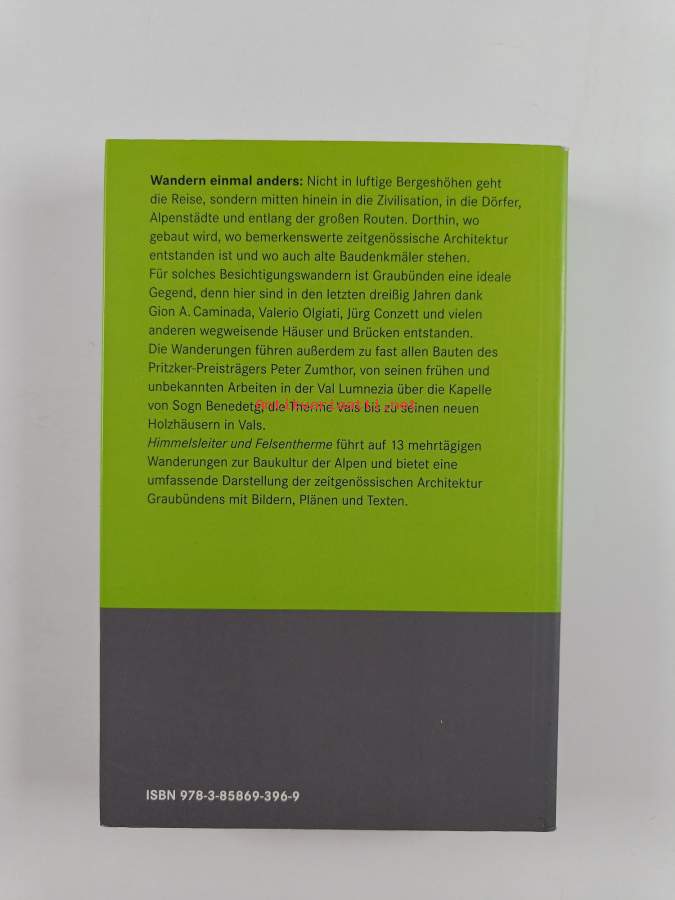 Wandern einmal anders: Nicht in luftige Bergeshöhen geht
die Reise, sondern mitten hinein in die Zivilisation, in die Dörfer,
Alpenstädte und entlang der großen Routen. Dorthin, wo
gebaut wird, wo bemerkenswerte zeitgenössische Architektur
entstanden ist und wo auch alte Baudenkmäler stehen.
Für solches Besichtigungswandern ist Graubünden eine ideale
Gegend, denn hier sind in den letzten dreißig Jahren dank
Gion A. Caminada, Valerio Olgiati, Jürg Conzett und vielen
anderen wegweisende Häuser und Brücken entstanden.
Die Wanderungen führen außerdem zu fast allen Bauten des
Pritzker-Preisträgers Peter Zumthor, von seinen frühen und
unbekannten Arbeiten in der Val Lumnezia über die Kapelle
von Sogn Benedetg, die Therme Vals bis zu seinen neuen
antikvariaatti.net
Holzhäusern in Vals.
Himmelsleiter und Felsentherme führt auf 13 mehrtägigen
Wanderungen zur Baukultur der Alpen und bietet eine
umfassende Darstellung der zeitgenössischen Architektur
Graubündens mit Bildern, Plänen und Texten.
ISBN 978-3-85869-396-9